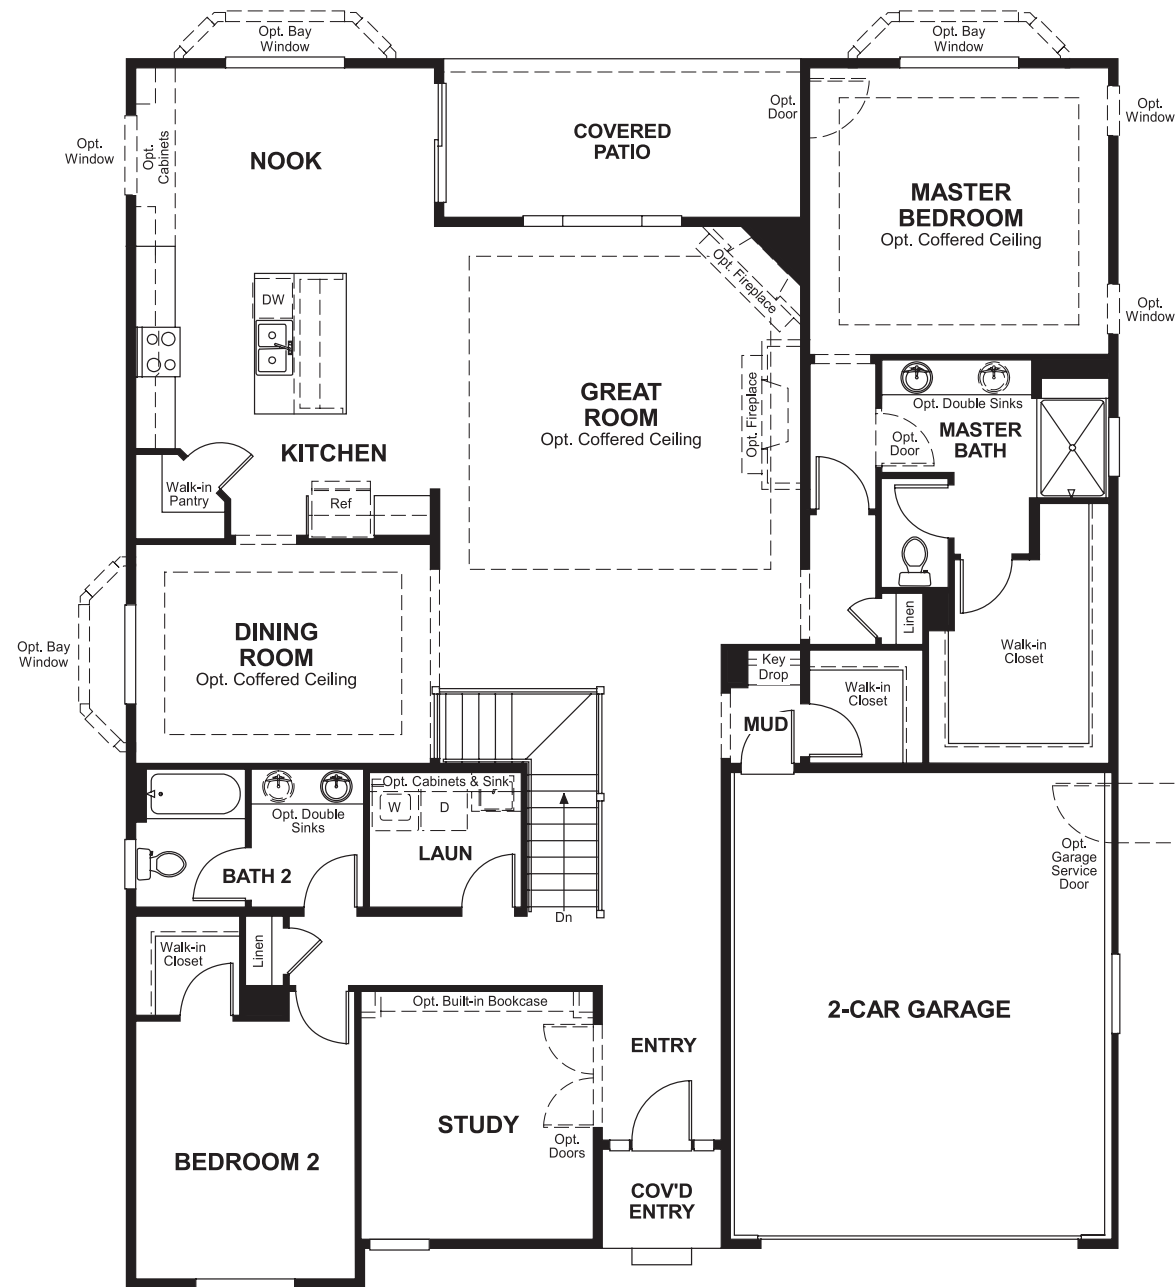 Opt. Bay
Window
Opt. Bay
Window
Opt.
Window
Opt.
Cabinets
NOOK
COVERED
PATIO
Opt.
Door
Opt.
Window
MASTER
BEDROOM
Opt. Coffered Ceiling
Opt. Fireplace
Opt.
Window
DW
GREAT
ROOM
Opt. Coffered Ceiling
Opt. Fireplace
Opt. Double Sinks
MASTER
BATH
Opt.
Door
KITCHEN
Walk-in
Pantry
Ref
DINING
ROOM
Opt. Coffered Ceiling
Opt. Bay
Window
Linen
Walk-in
Closet
Key
Drop
Walk-in
Closet
MUD
Opt. Cabinets & Sink
W
D
Opt. Double
Sinks
LAUN
BATH 2
Opt.
Garage
Service
Door
Dn
Walk-in
Closet
Linen
Opt. Built-in Bookcase
2-CAR GARAGE
ENTRY
STUDY
Opt.
Doors
BEDROOM 2
COV'D
ENTRY